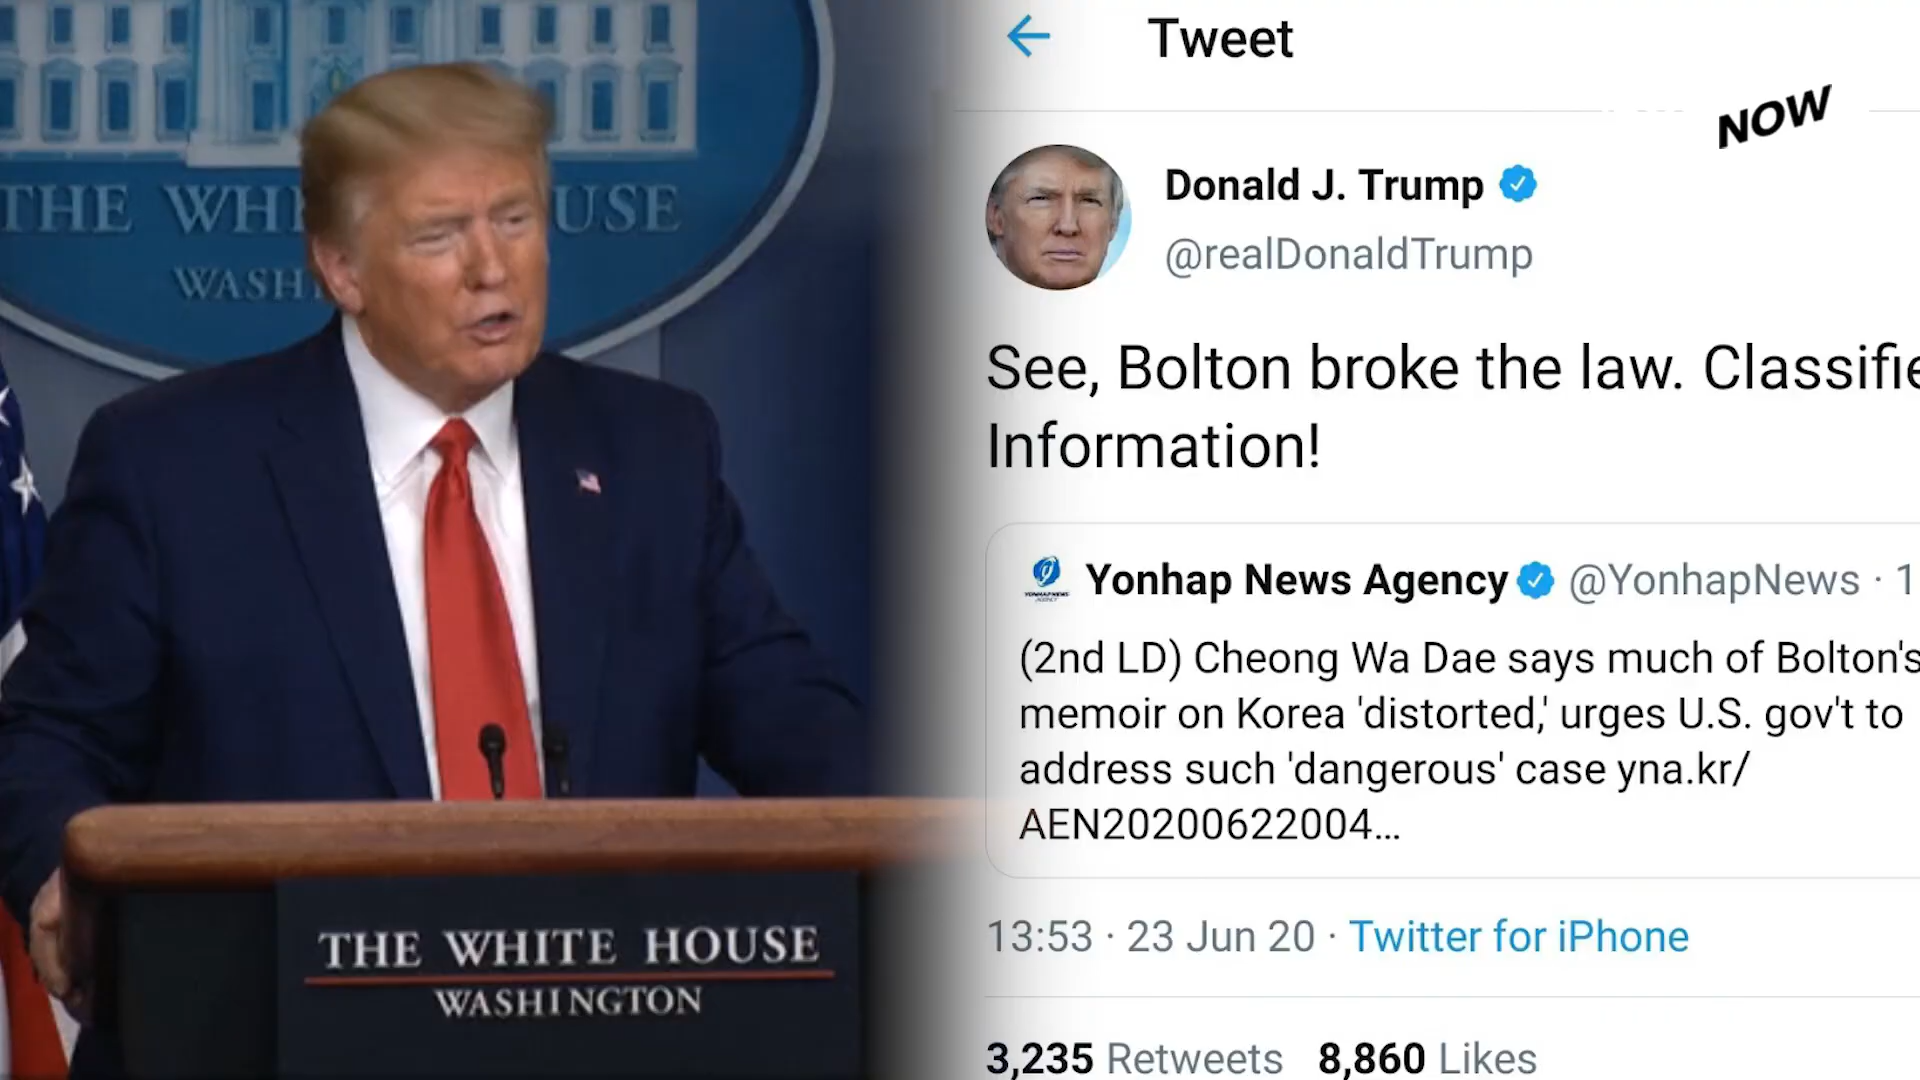 THE WH USE
WASHI
THE WHITE HOUSE
WASHINGTON
Tweet
NOW
Donald J. Trump
@realDonaldTrump
See, Bolton broke the law. Classifie
Information!
Yonhap News Agency @YonhapNews · 1
(2nd LD) Cheong Wa Dae says much of Bolton's
memoir on Korea 'distorted,' urges U.S. gov't to
address such 'dangerous' case yna.kr/
AEN20200622004…
13:53 · 23 Jun 20 · Twitter for iPhone
3,235 Retweets 8,860 Likes